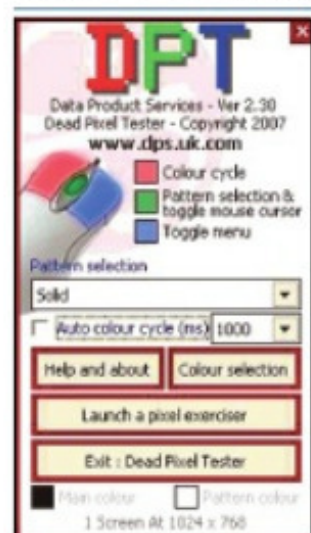 DPT
Data Product Services - Ver 2.30
Dead Pixel Tester - Copyright 2007
www.dps.uk.com
Colour cycle
Pattern selection &
toggle mouse cursor
Toggle menu
Pattern selection
Solid
Auto colour cycle (ms) 1000
Help and about Colour selection
Launch a pixel exerciser
Exit : Dead Pixel Tester
Main colour Pattern colour
1 Screen At 1024 x 768